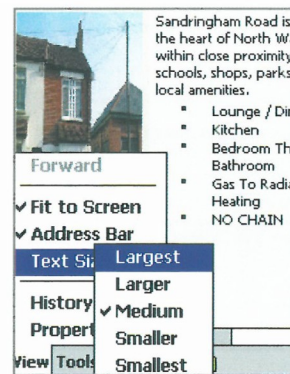 Sandringham Road is
the heart of North W
within close proximity
schools, shops, parks
local amenities.
Lounge / Di
Kitchen
Bedroom Th
Bathroom
Gas To Radia
Heating
NO CHAIN
Forward
Fit to Screen
Address Bar
Text Si
History
Propert
View Tools
Largest
Larger
Medium
Smaller
Smallest